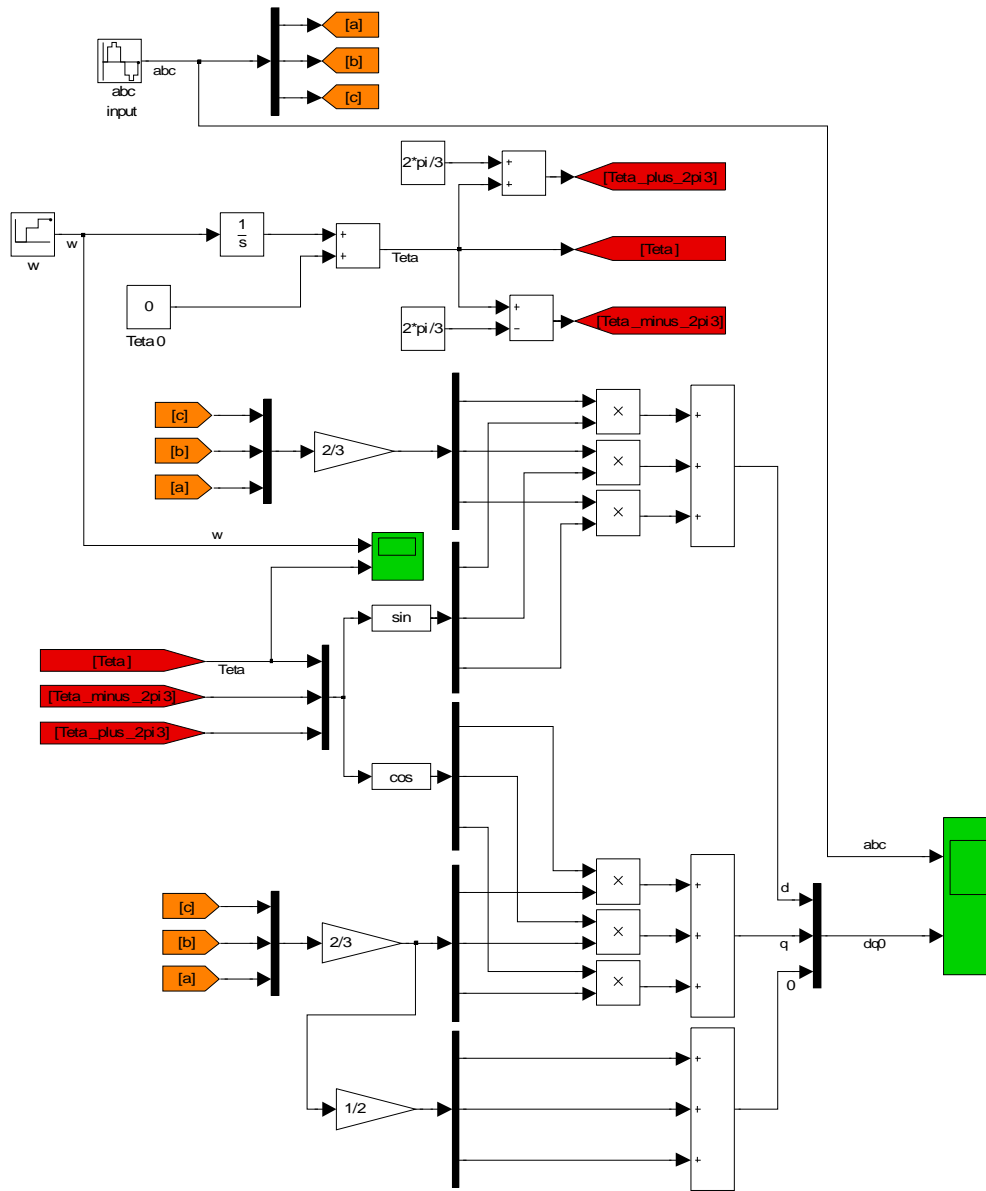 [a]
abc
[b]
abc
input
[c]
2*pi/3
+
+
[Teta_plus_2pi3]
w
w
1
s
+
+
Teta
[Teta]
0
Teta 0
2*pi/3
+
−
[Teta_minus_2pi3]
[c]
[b]
[a]
2/3
×
×
×
+
+
+
w
sin
[Teta]
Teta
[Teta_minus_2pi3]
[Teta_plus_2pi3]
cos
abc
[c]
[b]
[a]
2/3
×
×
×
+
+
+
d
q
0
dq0
1/2
+
+
+